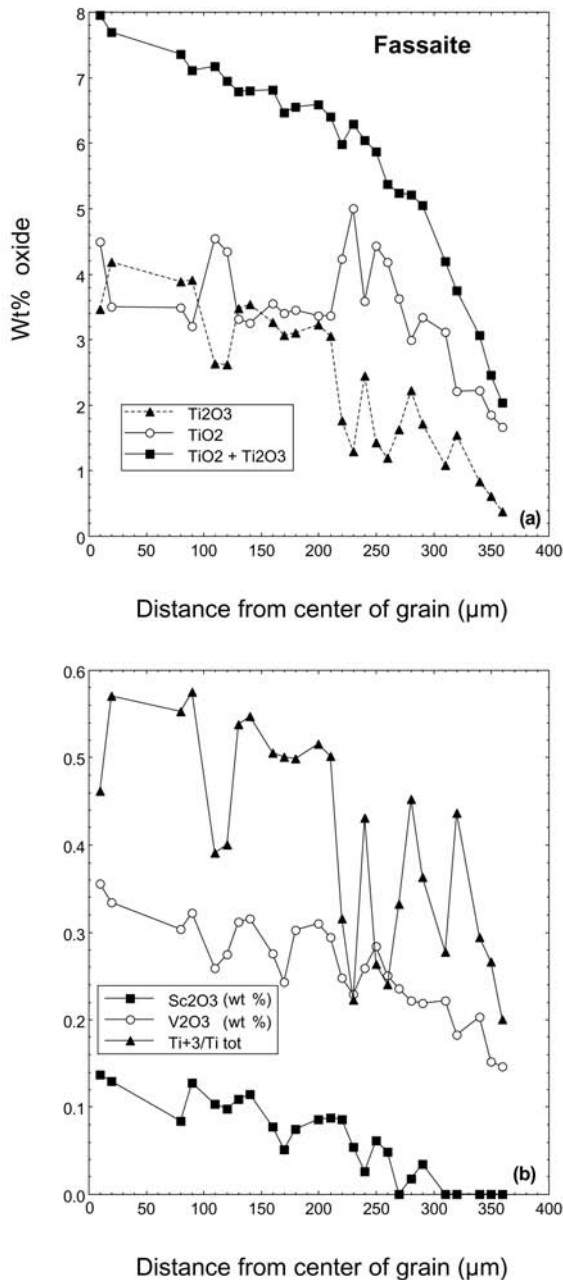 Fassaite
8
7
6
5
4
3
2
1
0
Wt% oxide
Ti2O3
TiO2
TiO2 + Ti2O3
(a)
0 50 100 150 200 250 300 350 400
Distance from center of grain (µm)
0.6
0.5
0.4
0.3
0.2
0.1
0.0
Sc2O3 (wt %)
V2O3 (wt %)
Ti+3/Ti tot
(b)
0 50 100 150 200 250 300 350 400
Distance from center of grain (µm)